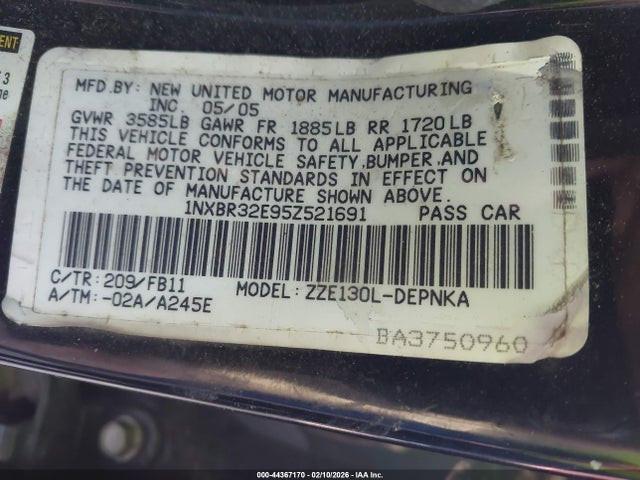 ENT
3
ne
MFD.BY: NEW UNITED MOTOR MANUFACTURING
INC. 05/05
GVWR 3585LB GAWR FR 1885LB RR 1720LB
THIS VEHICLE CONFORMS TO ALL APPLICABLE
FEDERAL MOTOR VEHICLE SAFETY,BUMPER,AND
THEFT PREVENTION STANDARDS IN EFFECT ON
THE DATE OF MANUFACTURE SHOWN ABOVE.
1NXBR32E95Z521691 PASS CAR
C/TR: 209/FB11 MODEL: ZZE130L-DEPNKA
A/TM: -02A/A245E
BA3750960
000-44367170 - 02/10/2026 - IAA Inc.